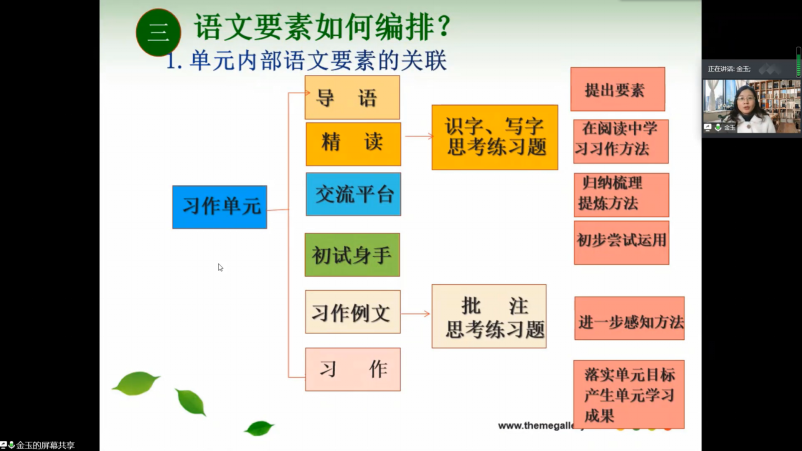 三
语文要素如何编排？
1. 单元内部语文要素的关联
习作单元
导 语
精 读
识字、写字
思考练习题
交流平台
初试身手
习作例文
批 注
思考练习题
习 作
提出要素
在阅读中学
习习作方法
归纳梳理
提炼方法
初步尝试运用
进一步感知方法
落实单元目标
产生单元学习
成果
www.themegallery
正在讲话: 金玉;
金玉
金玉的屏幕共享